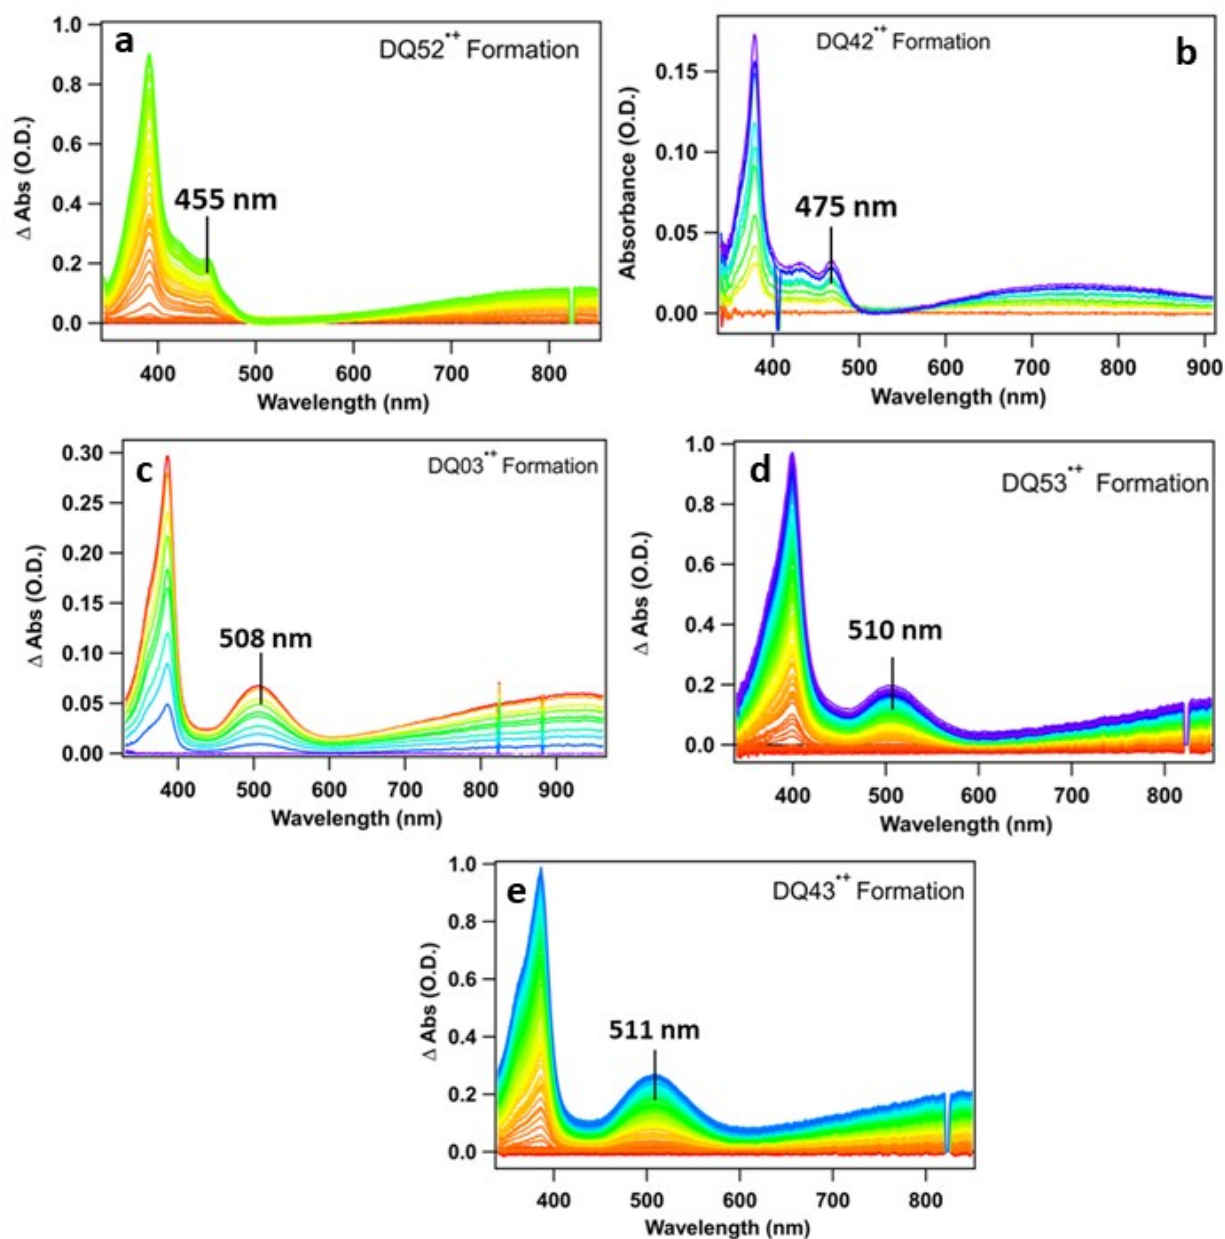 a
DQ52•+ Formation
455 nm
Δ Abs (O.D.)
1.0
0.8
0.6
0.4
0.2
0.0
400 500 600 700 800
Wavelength (nm)
b
DQ42•+ Formation
475 nm
Absorbance (O.D.)
0.15
0.10
0.05
0.00
400 500 600 700 800 900
Wavelength (nm)
c
DQ03•+ Formation
508 nm
Δ Abs (O.D.)
0.30
0.25
0.20
0.15
0.10
0.05
0.00
400 500 600 700 800 900
Wavelength (nm)
d
DQ53•+ Formation
510 nm
Δ Abs (O.D.)
1.0
0.8
0.6
0.4
0.2
0.0
400 500 600 700 800
Wavelength (nm)
e
DQ43•+ Formation
511 nm
Δ Abs (O.D.)
1.0
0.8
0.6
0.4
0.2
0.0
400 500 600 700 800
Wavelength (nm)